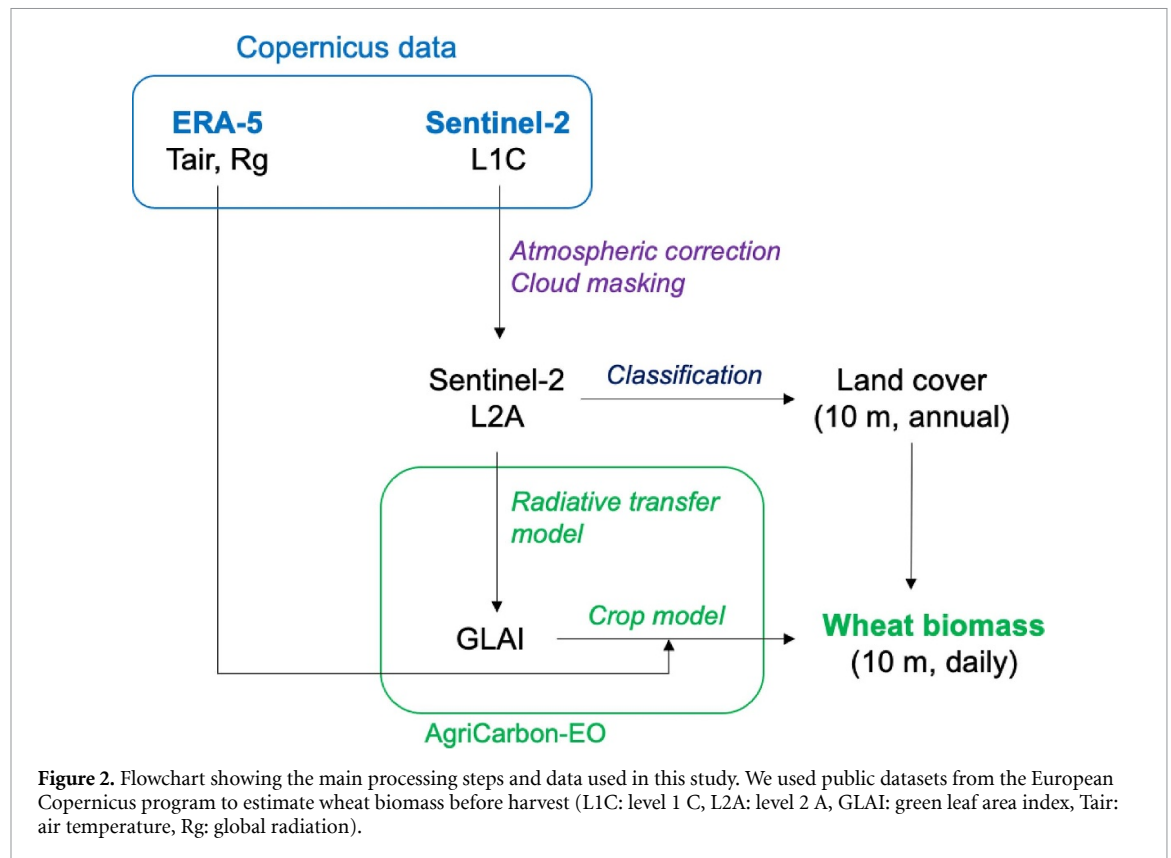 Copernicus data
ERA-5
Tair, Rg
Sentinel-2
L1C
Atmospheric correction
Cloud masking
Sentinel-2
L2A
Classification
Land cover
(10 m, annual)
Radiative transfer
model
GLAI
Crop model
Wheat biomass
(10 m, daily)
AgriCarbon-EO
Figure 2. Flowchart showing the main processing steps and data used in this study. We used public datasets from the European
Copernicus program to estimate wheat biomass before harvest (L1C: level 1 C, L2A: level 2 A, GLAI: green leaf area index, Tair:
air temperature, Rg: global radiation).